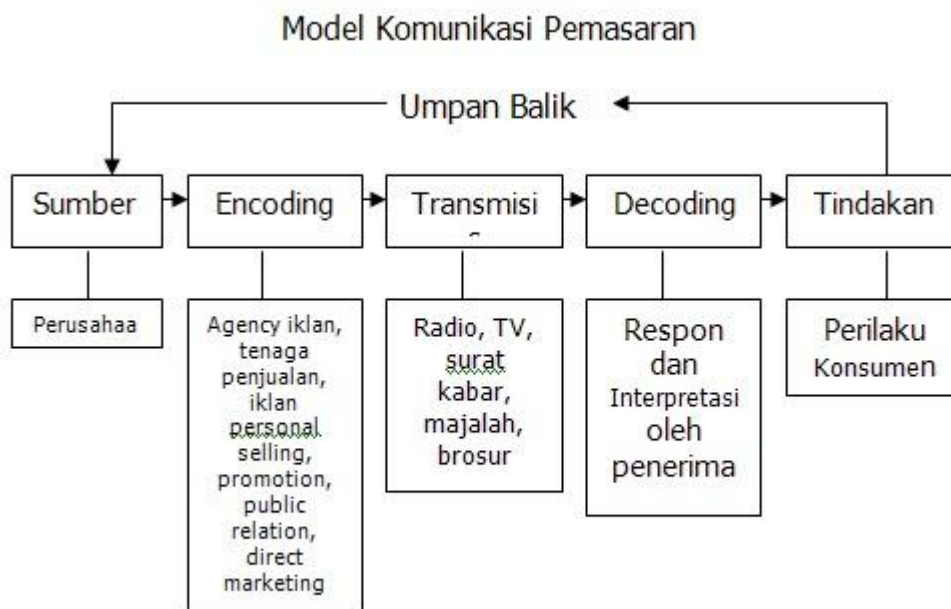 Model Komunikasi Pemasaran
Umpan Balik
Sumber
Encoding
Transmisi
Decoding
Tindakan
Perusahaa
Agency iklan,
tenaga
penjualan,
iklan
personal
selling,
promotion,
public
relation,
direct
marketing
Radio, TV,
surat
kabar,
majalah,
brosur
Respon
dan
Interpretasi
oleh
penerima
Perilaku
Konsumen